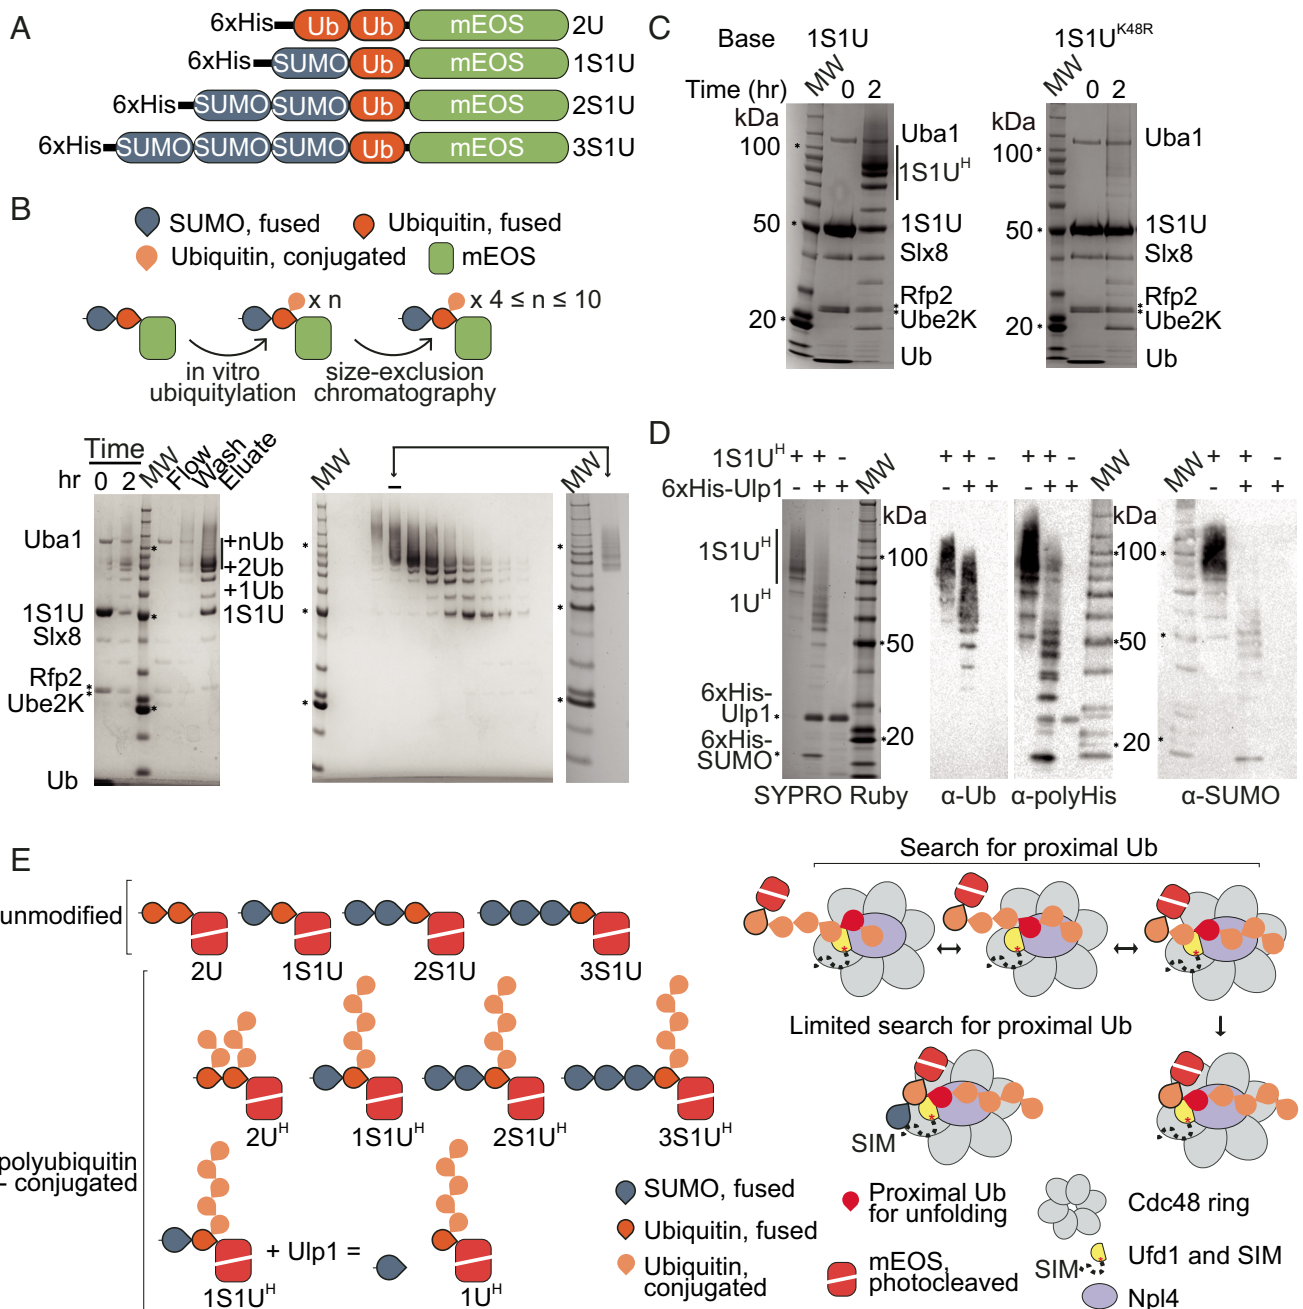 A
6xHis Ub Ub mEOS 2U
6xHis SUMO Ub mEOS 1S1U
6xHis SUMO SUMO Ub mEOS 2S1U
6xHis SUMO SUMO SUMO Ub mEOS 3S1U
B
SUMO, fused Ubiquitin, fused
Ubiquitin, conjugated mEOS
x n x 4 ≤ n ≤ 10
in vitro
ubiquitylation
size-exclusion
chromatography
Time
hr 0 2 MW Flow Wash Eluate
Uba1
1S1U
Slx8
Rfp2
*
*
Ube2K
Ub
+nUb
+2Ub
+1Ub
1S1U
MW
MW
C
Base 1S1U 1S1U^K48R
Time (hr) MW 0 2 MW 0 2
kDa
100
50
20
Uba1
1S1U^H
1S1U
Slx8
Rfp2
Ube2K
Ub
kDa
100
50
20
Uba1
1S1U
Slx8
Rfp2
Ube2K
Ub
D
1S1U^H + + - MW + + - + + - MW MW + + -
6xHis-Ulp1 - + + - + + - + + - + +
1S1U^H
1U^H
6xHis-
Ulp1
6xHis-
SUMO
kDa
100
50
20
kDa
100
50
20
SYPRO Ruby α-Ub α-polyHis α-SUMO
E
unmodified
2U 1S1U 2S1U 3S1U
polyubiquitin
- conjugated
2U^H 1S1U^H 2S1U^H 3S1U^H
+ Ulp1 =
1S1U^H 1U^H
Search for proximal Ub
Limited search for proximal Ub
SIM
SUMO, fused
Ubiquitin, fused
Ubiquitin,
conjugated
Proximal Ub
for unfolding
mEOS,
photocleaved
Cdc48 ring
SIM Ufd1 and SIM
Npl4